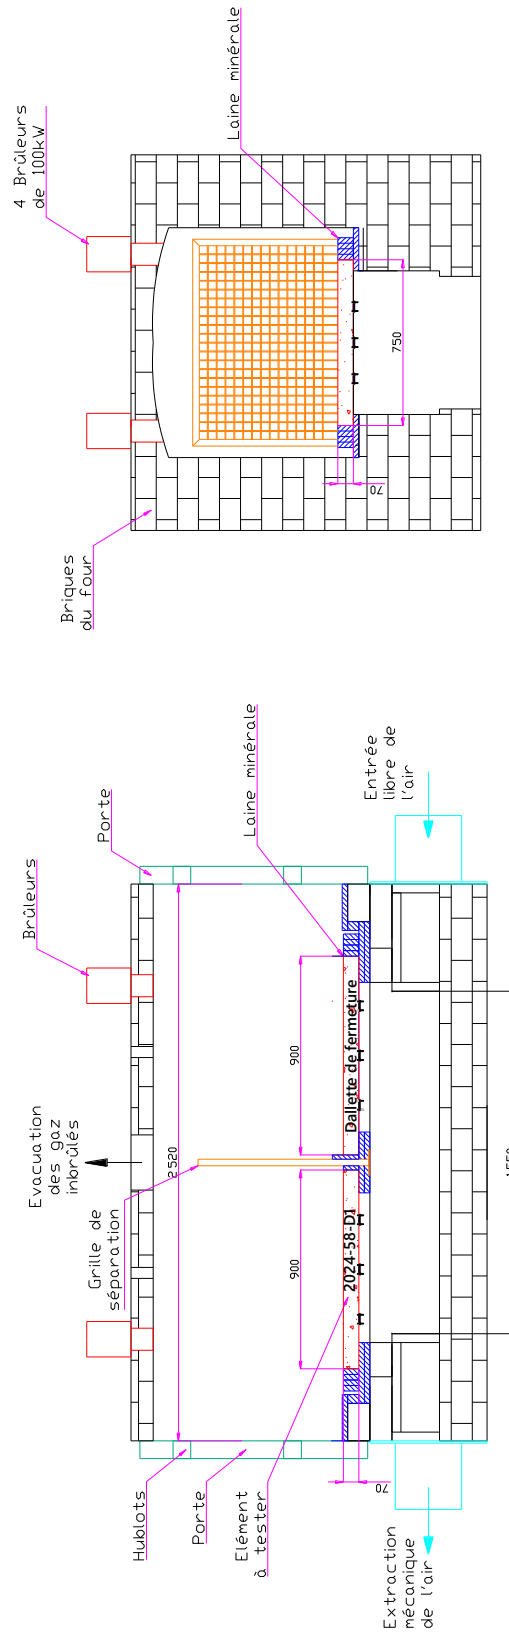 4 Brûleurs
de 100kW
Laine minérale
750
70
Briques
du four
Brûleurs
Porte
Laine minérale
Entrée
libre de
l'air
Evacuation
des gaz
inbrûlés
2520
900
Dallette de fermeture
Grille de
séparation
900
2024-58-D1
70
Hublots
Porte
Elément
à tester
Extraction
mécanique
de l'air